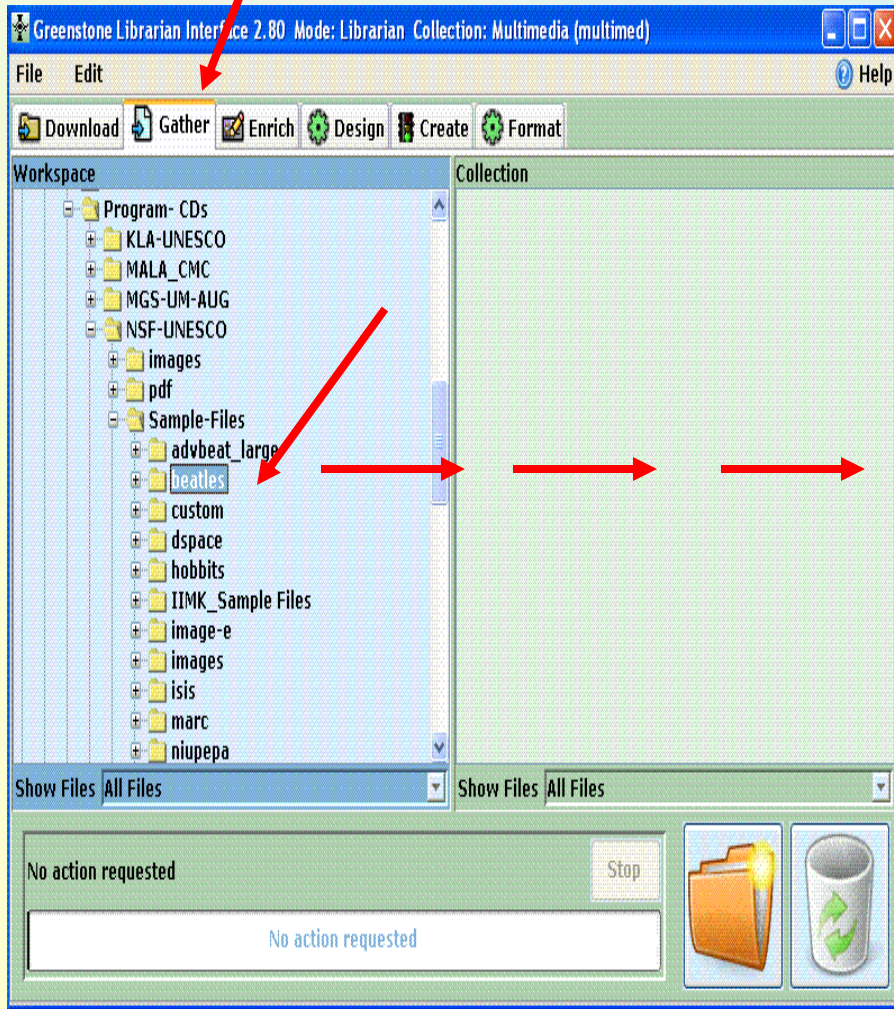 Greenstone Librarian Interface 2.80 Mode: Librarian Collection: Multimedia (multimed)
File Edit Help
Download Gather Enrich Design Create Format
Workspace
Collection
Program- CDs
KLA-UNESCO
MALA_CMC
MGS-UM-AUG
NSF-UNESCO
images
pdf
Sample-Files
advbeat_large
beatles
custom
dspace
hobbits
IIMK_Sample Files
image-e
images
isis
marc
niupepa
Show Files All Files
Show Files All Files
No action requested
Stop
No action requested